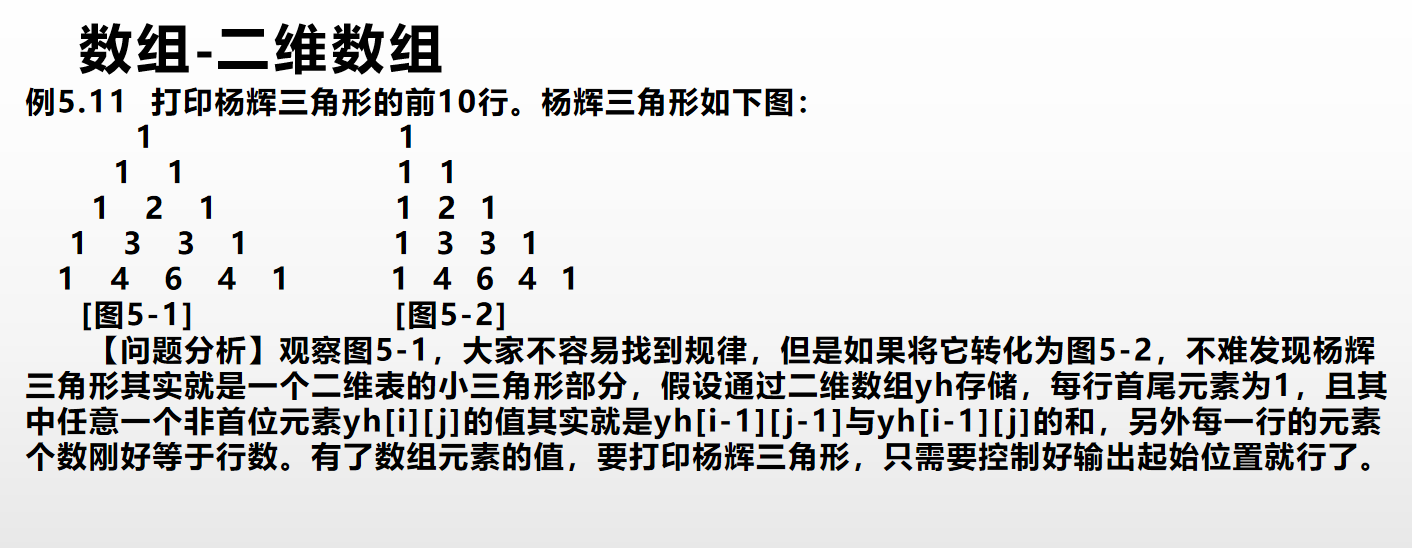 数组-二维数组
例5.11 打印杨辉三角形的前10行。杨辉三角形如下图：
1 1
1 1 1 1
1 2 1 1 2 1
1 3 3 1 1 3 3 1
1 4 6 4 1 1 4 6 4 1
[图5-1] [图5-2]
【问题分析】观察图5-1，大家不容易找到规律，但是如果将它转化为图5-2，不难发现杨辉
三角形其实就是一个二维表的小三角形部分，假设通过二维数组yh存储，每行首尾元素为1，且其
中任意一个非首位元素yh[i][j]的值其实就是yh[i-1][j-1]与yh[i-1][j]的和，另外每一行的元素
个数刚好等于行数。有了数组元素的值，要打印杨辉三角形，只需要控制好输出起始位置就行了。